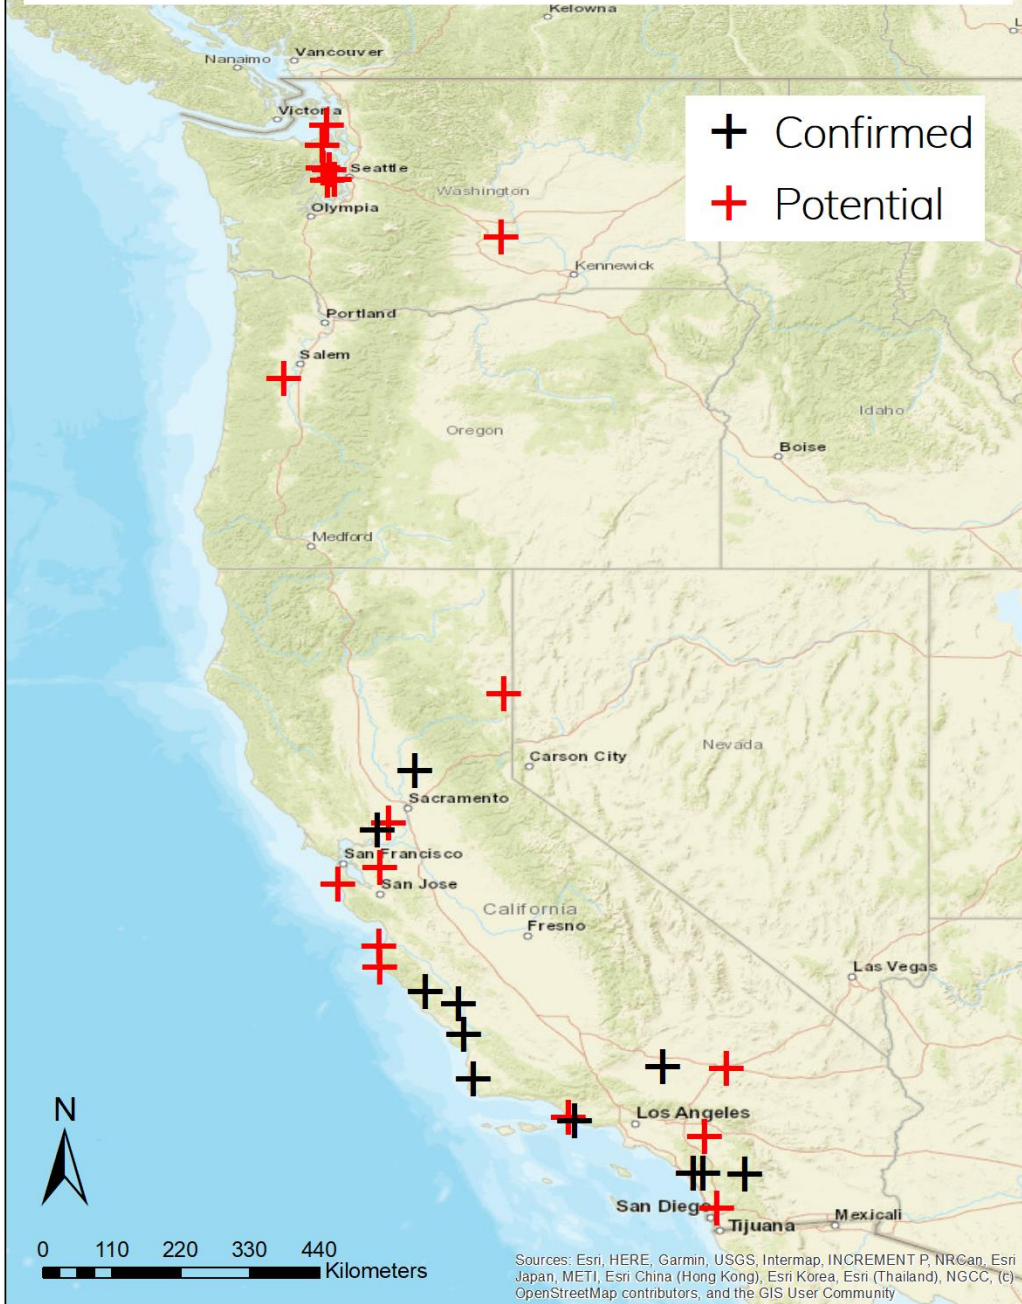 Kelowna
Vancouver
Nanaimo
Victoria
Confirmed
Seattle
Washington
Potential
Olympia
Kennewick
Portland
Salem
Idaho
Oregon
Boise
Medford
Nevada
Carson City
Sacramento
San Francisco
San Jose
California
Fresno
Las Vegas
N
Los Angeles
San Diego
Mexicali
Tijuana
0 110 220 330 440
Kilometers
Sources: Esri, HERE, Garmin, USGS, Intermap, INCREMENT P, NRCan, Esri
Japan, METI, Esri China (Hong Kong), Esri Korea, Esri (Thailand), NGCC, (c)
OpenStreetMap contributors, and the GIS User Community